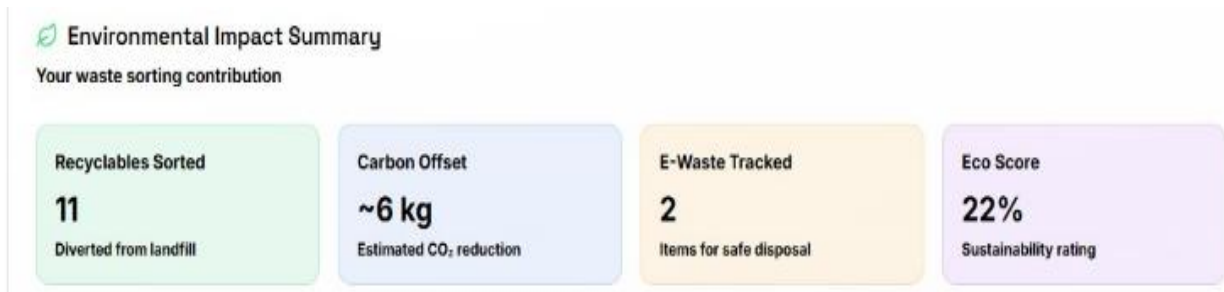 Environmental Impact Summary
Your waste sorting contribution
Recyclables Sorted
11
Diverted from landfill
Carbon Offset
~6 kg
Estimated CO₂ reduction
E-Waste Tracked
2
Items for safe disposal
Eco Score
22%
Sustainability rating